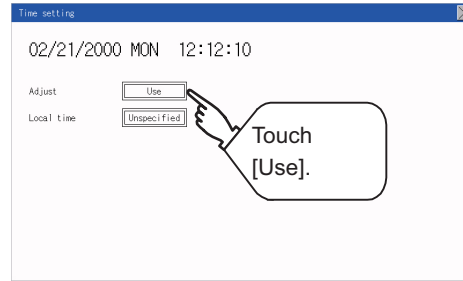 Time setting
02/21/2000 MON 12:12:10
Adjust Use
Local time Unspecified
Touch
[Use].